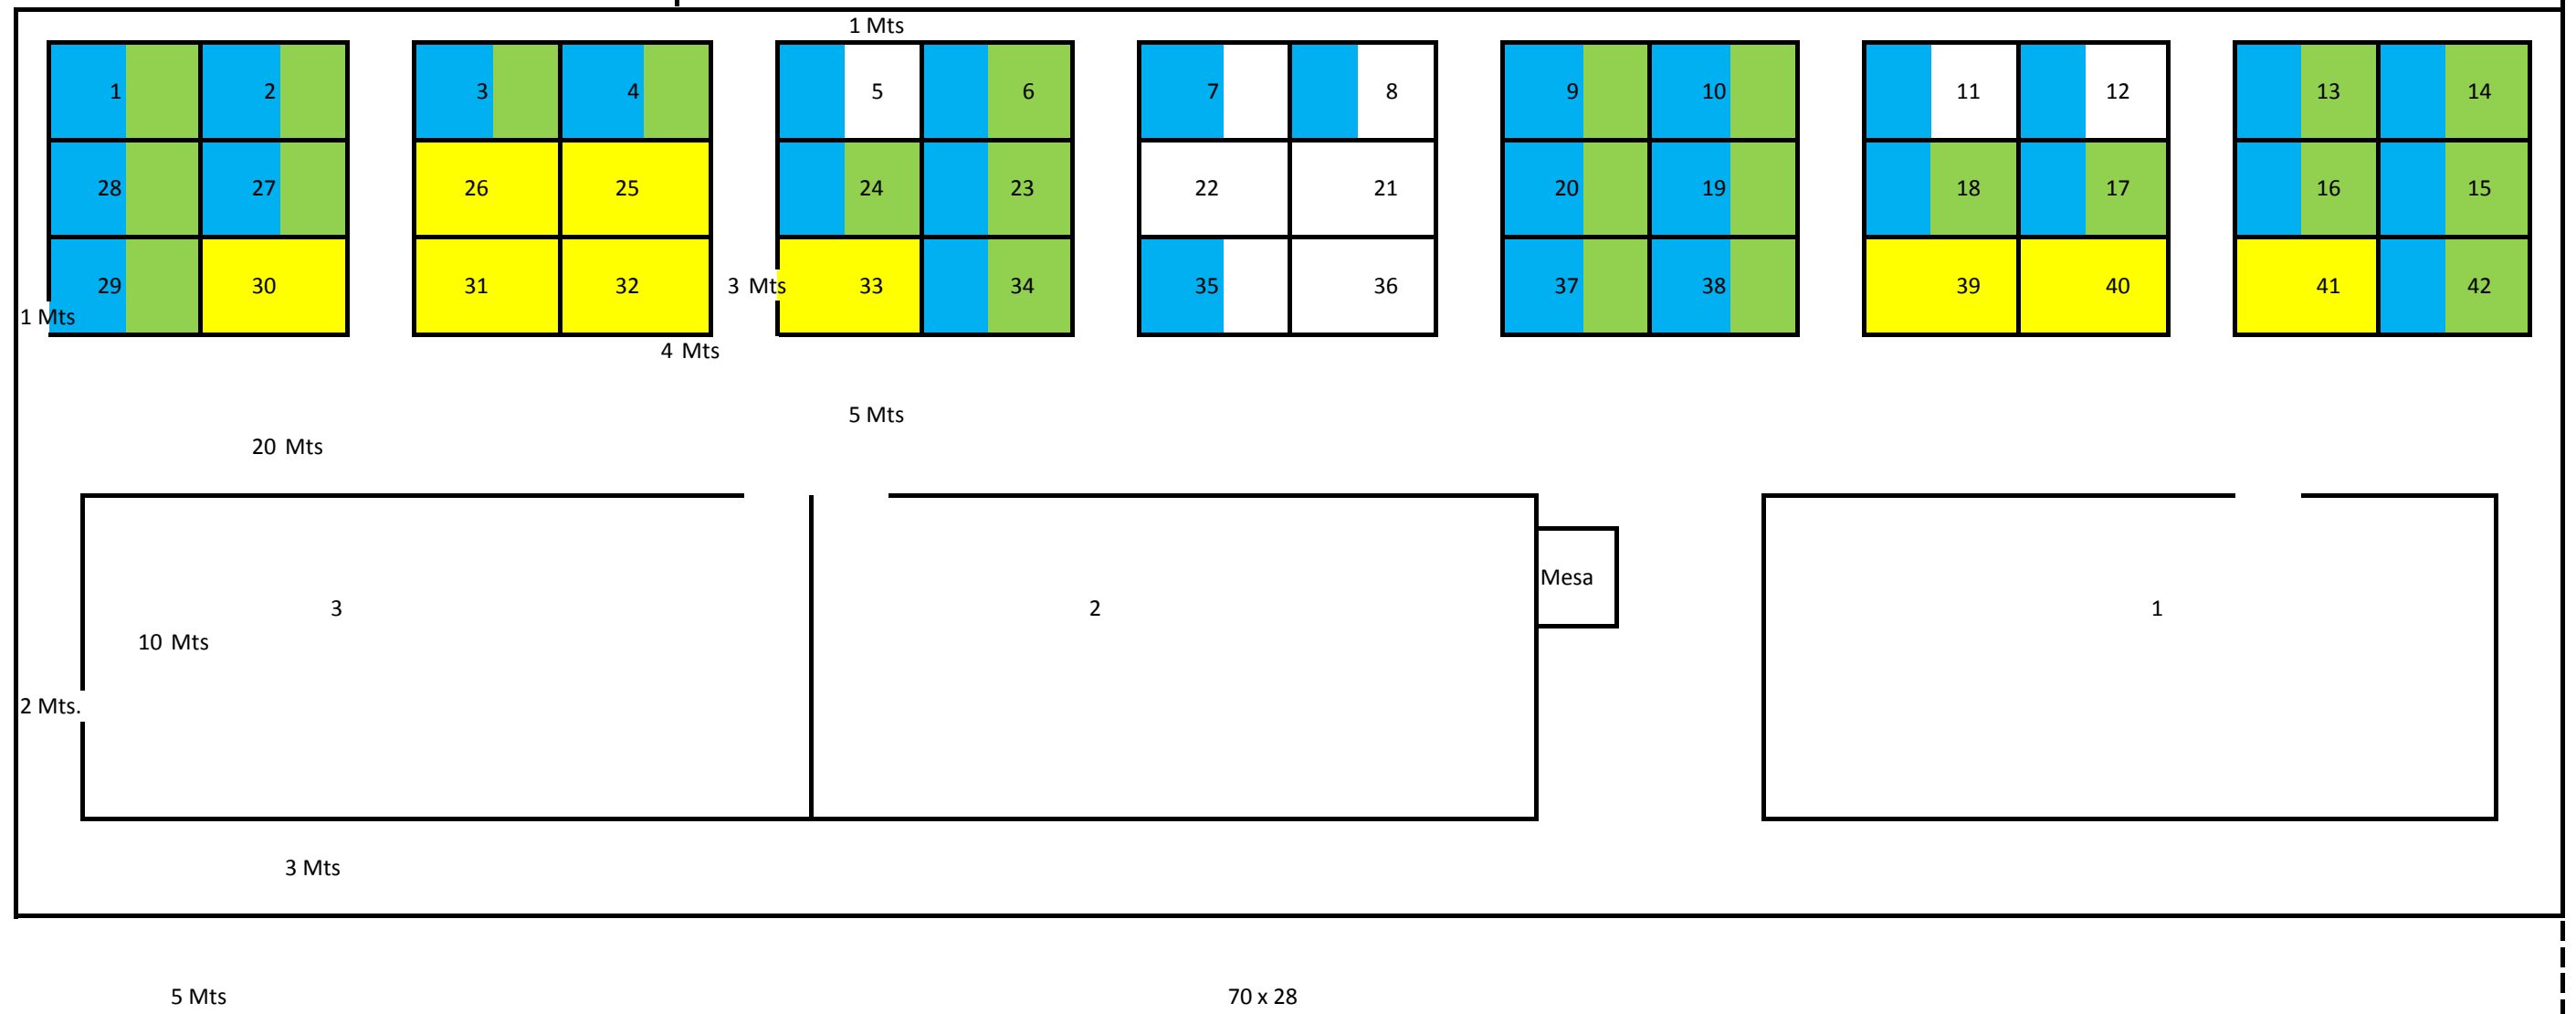 1 Mts
1 2 3 4 5 6 7 8 9 10 11 12 13 14
28 27 26 25 24 23 22 21 20 19 18 17 16 15
29 30 31 32 3 Mts 33 34 35 36 37 38 39 40 41 42
1 Mts
4 Mts
5 Mts
20 Mts
Mesa
3 2 1
10 Mts
2 Mts.
3 Mts
5 Mts 70 x 28